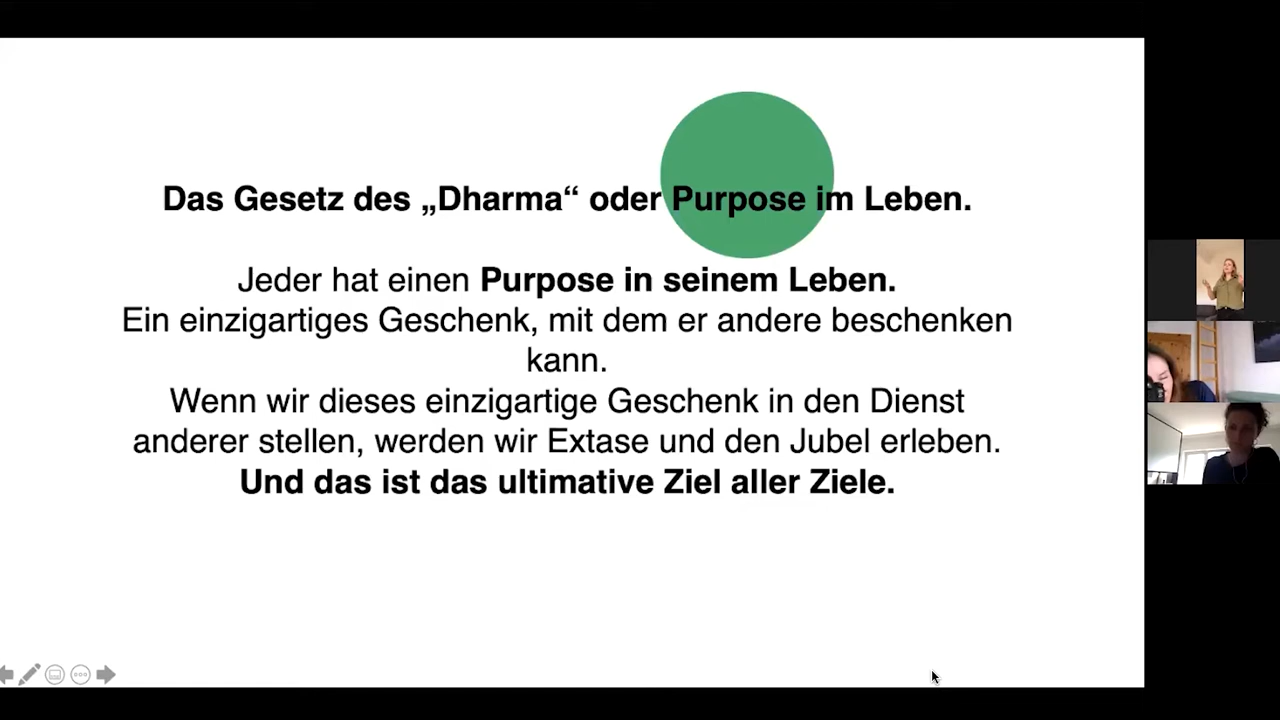 Das Gesetz des „Dharma“ oder Purpose im Leben.
Jeder hat einen Purpose in seinem Leben.
Ein einzigartiges Geschenk, mit dem er andere beschenken
kann.
Wenn wir dieses einzigartige Geschenk in den Dienst
anderer stellen, werden wir Extase und den Jubel erleben.
Und das ist das ultimative Ziel aller Ziele.